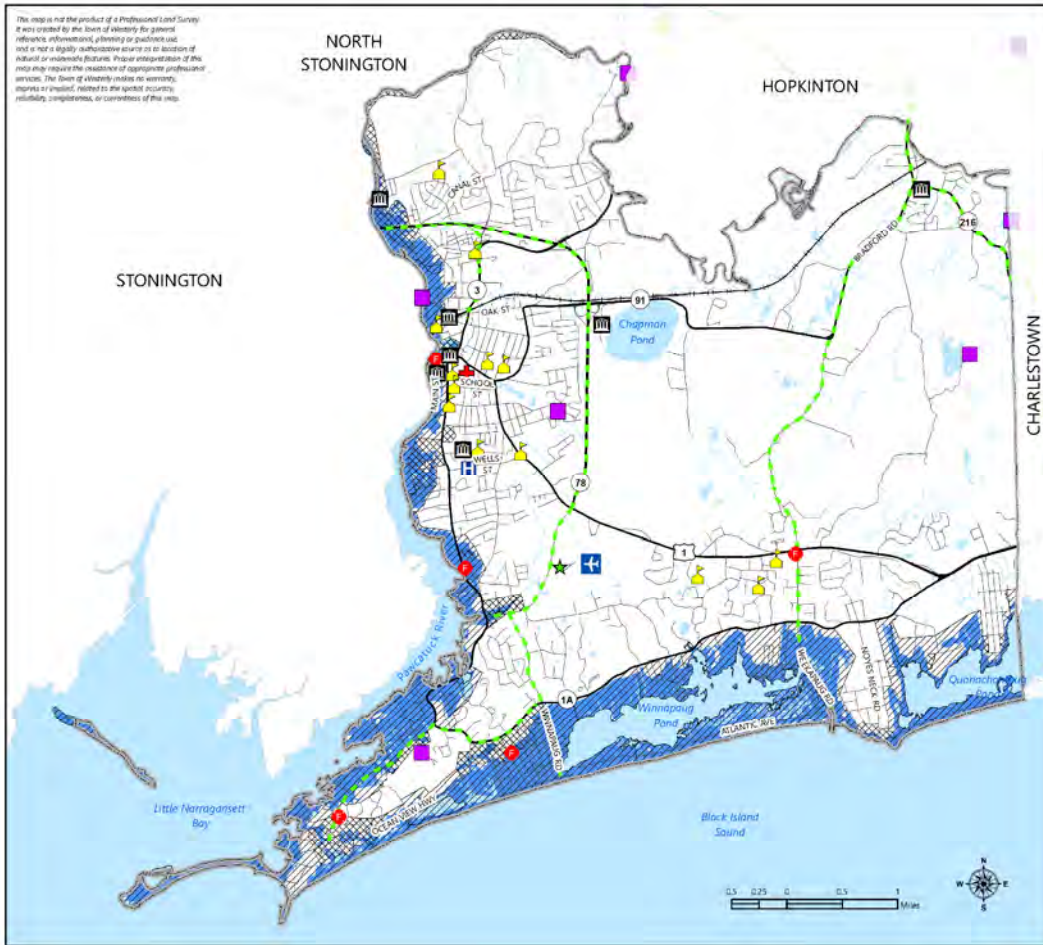 This map is not the product of a Professional Land Survey.
It was created by the Town of Westerly for general
reference, informational, planning or guidance use,
and is not a legally authoritative source as to location of
natural or manmade features. Proper interpretation of this
map may require the assistance of appropriate professional
services. The Town of Westerly makes no warranty,
express or implied, related to the spatial accuracy,
reliability, completeness, or currentness of this map.
NORTH
STONINGTON
HOPKINTON
CANAL ST
216
BRADFORD RD
STONINGTON
3
91
OAK ST
Chapman
Pond
F
SCHOOL
ST
MAIN ST
CHARLESTOWN
WELLS
ST
H
78
1
F
F
Pawcatuck River
WEEKAPAUG RD
NOYES NECK RD
Quonochontaug
Pond
1A
Winnapaug
Pond
WINNAPAUG RD
ATLANTIC AVE
F
Little Narragansett
Bay
F
OCEAN VIEW HWY
Block Island
Sound
N
W
E
S
0.5 0.25 0 0.5 1
Miles